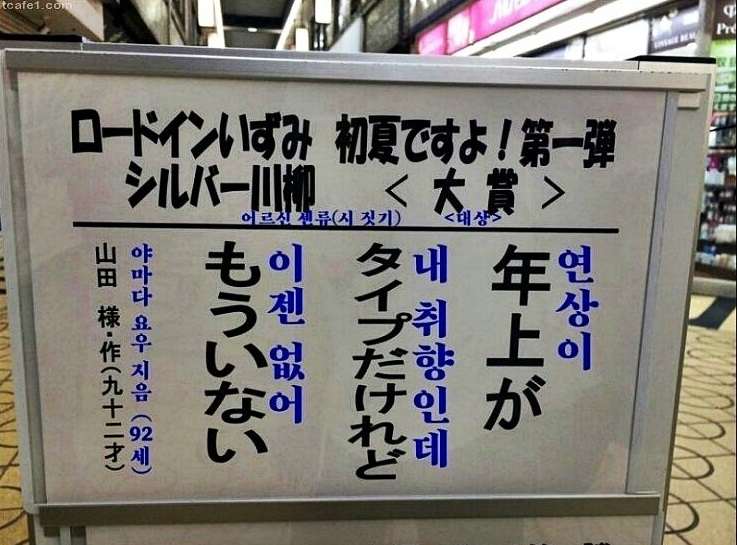 tcafe1.com
ロードインいずみ 初夏ですよ！第一弾
シルバー川柳 ＜大賞＞
어르신 센류(시 짓기) <대상>
年上が
연상이
タイプだけれど
내 취향인데
もういない
이젠 없어
山田 様・作(九十二才)
야마다 요우 지음 (92세)